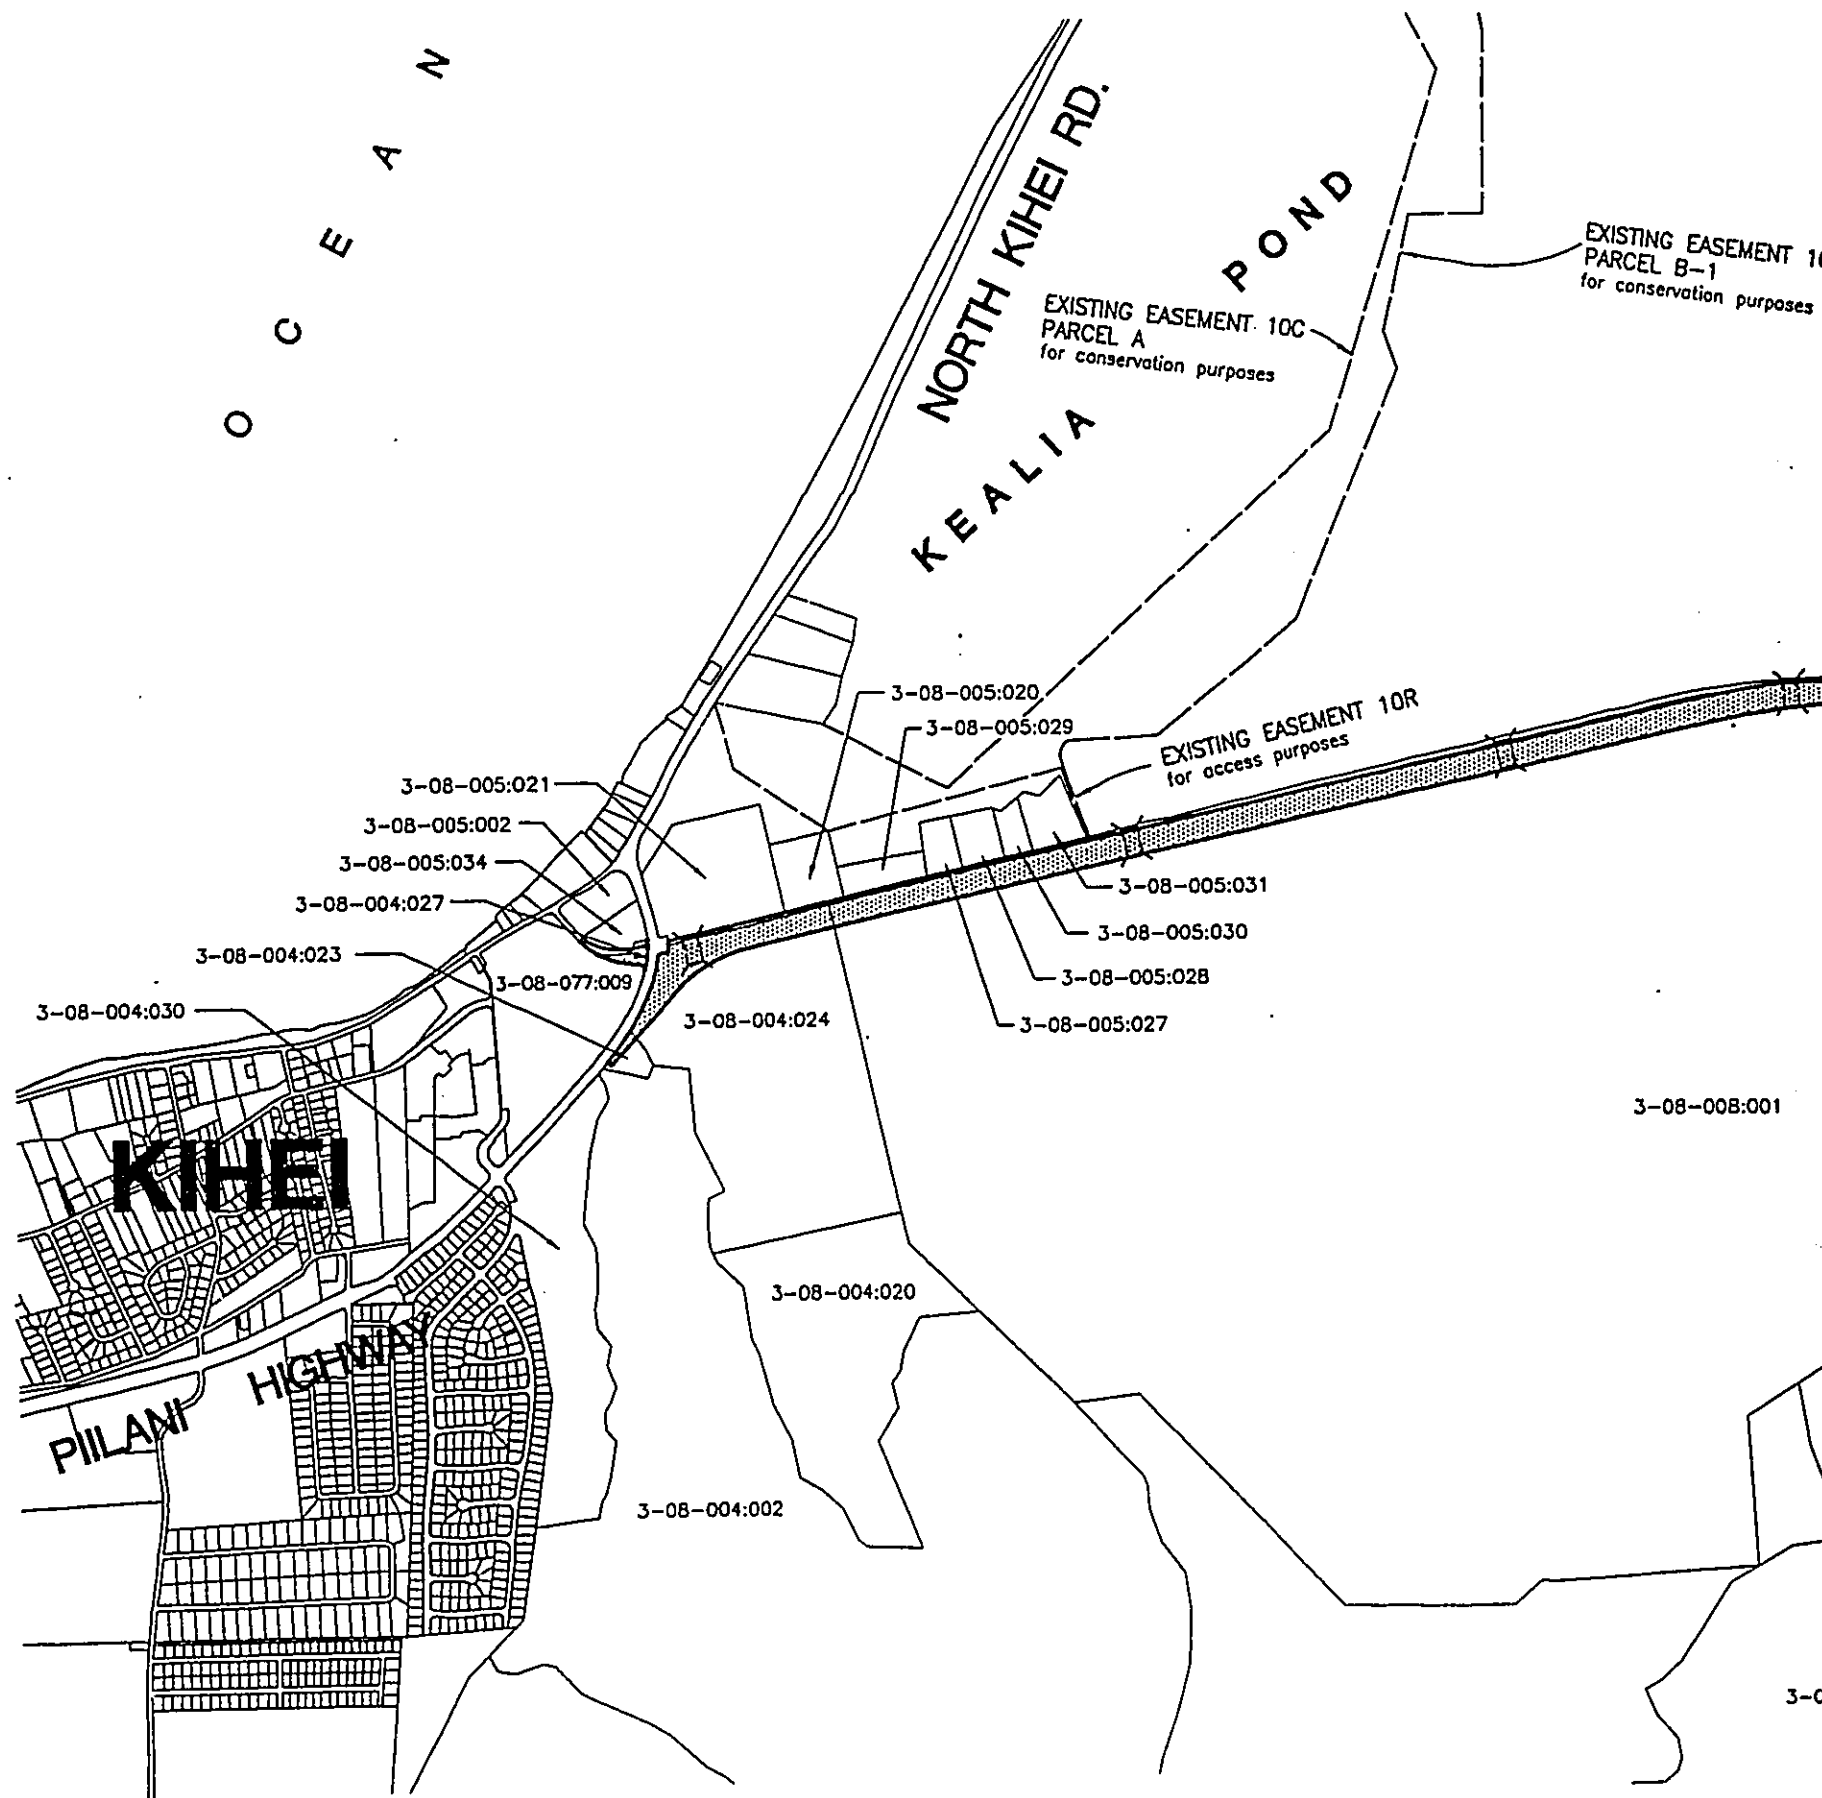 OCEAN
NORTH KIHEI RD.
KEALIA POND
EXISTING EASEMENT
PARCEL B-1
for conservation purposes
EXISTING EASEMENT 10C
PARCEL A
for conservation purposes
3-08-005:020
3-08-005:029
EXISTING EASEMENT 10R
for access purposes
3-08-005:021
3-08-005:002
3-08-005:034
3-08-004:027
3-08-004:023
3-08-077:009
3-08-004:030
3-08-004:024
3-08-005:031
3-08-005:030
3-08-005:028
3-08-005:027
3-08-008:001
KIHEI
3-08-004:020
PIILANI HIGHWAY
3-08-004:002